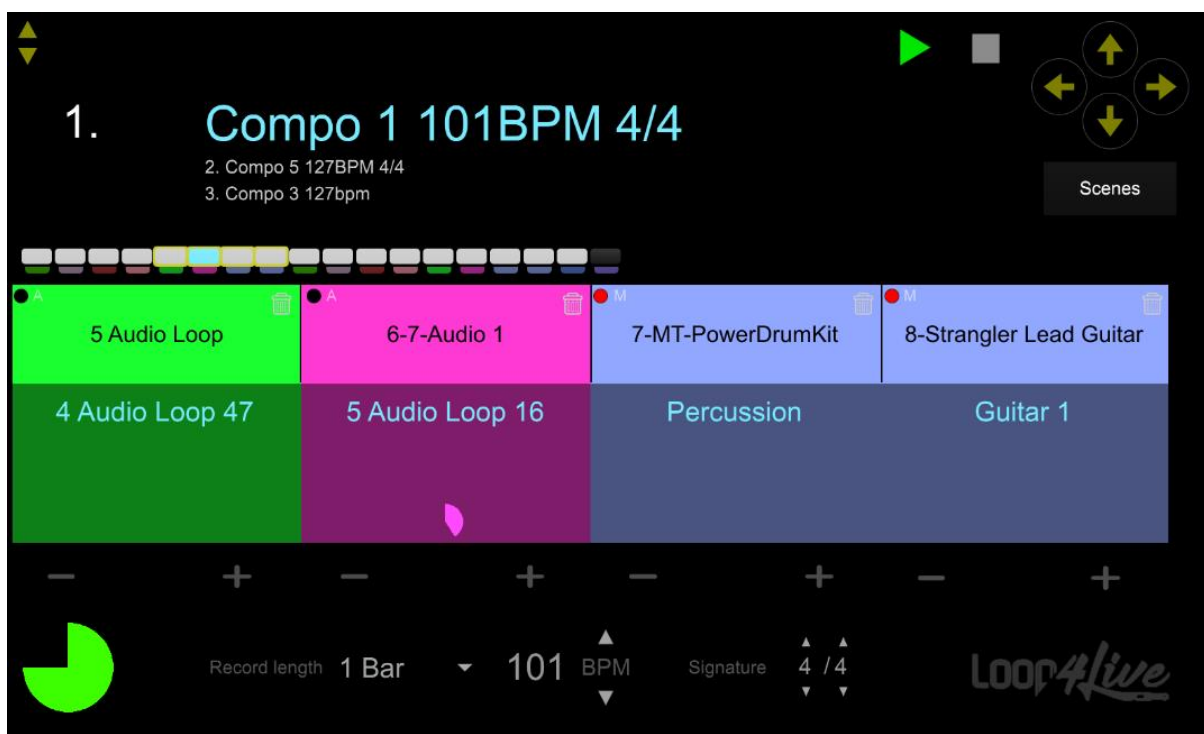 1. Compo 1 101BPM 4/4
2. Compo 5 127BPM 4/4
3. Compo 3 127bpm
Scenes
A A M M
5 Audio Loop 6-7-Audio 1 7-MT-PowerDrumKit 8-Strangler Lead Guitar
4 Audio Loop 47 5 Audio Loop 16 Percussion Guitar 1
− + − + − + − +
Record length 1 Bar 101 BPM Signature 4 / 4
Loop4Live